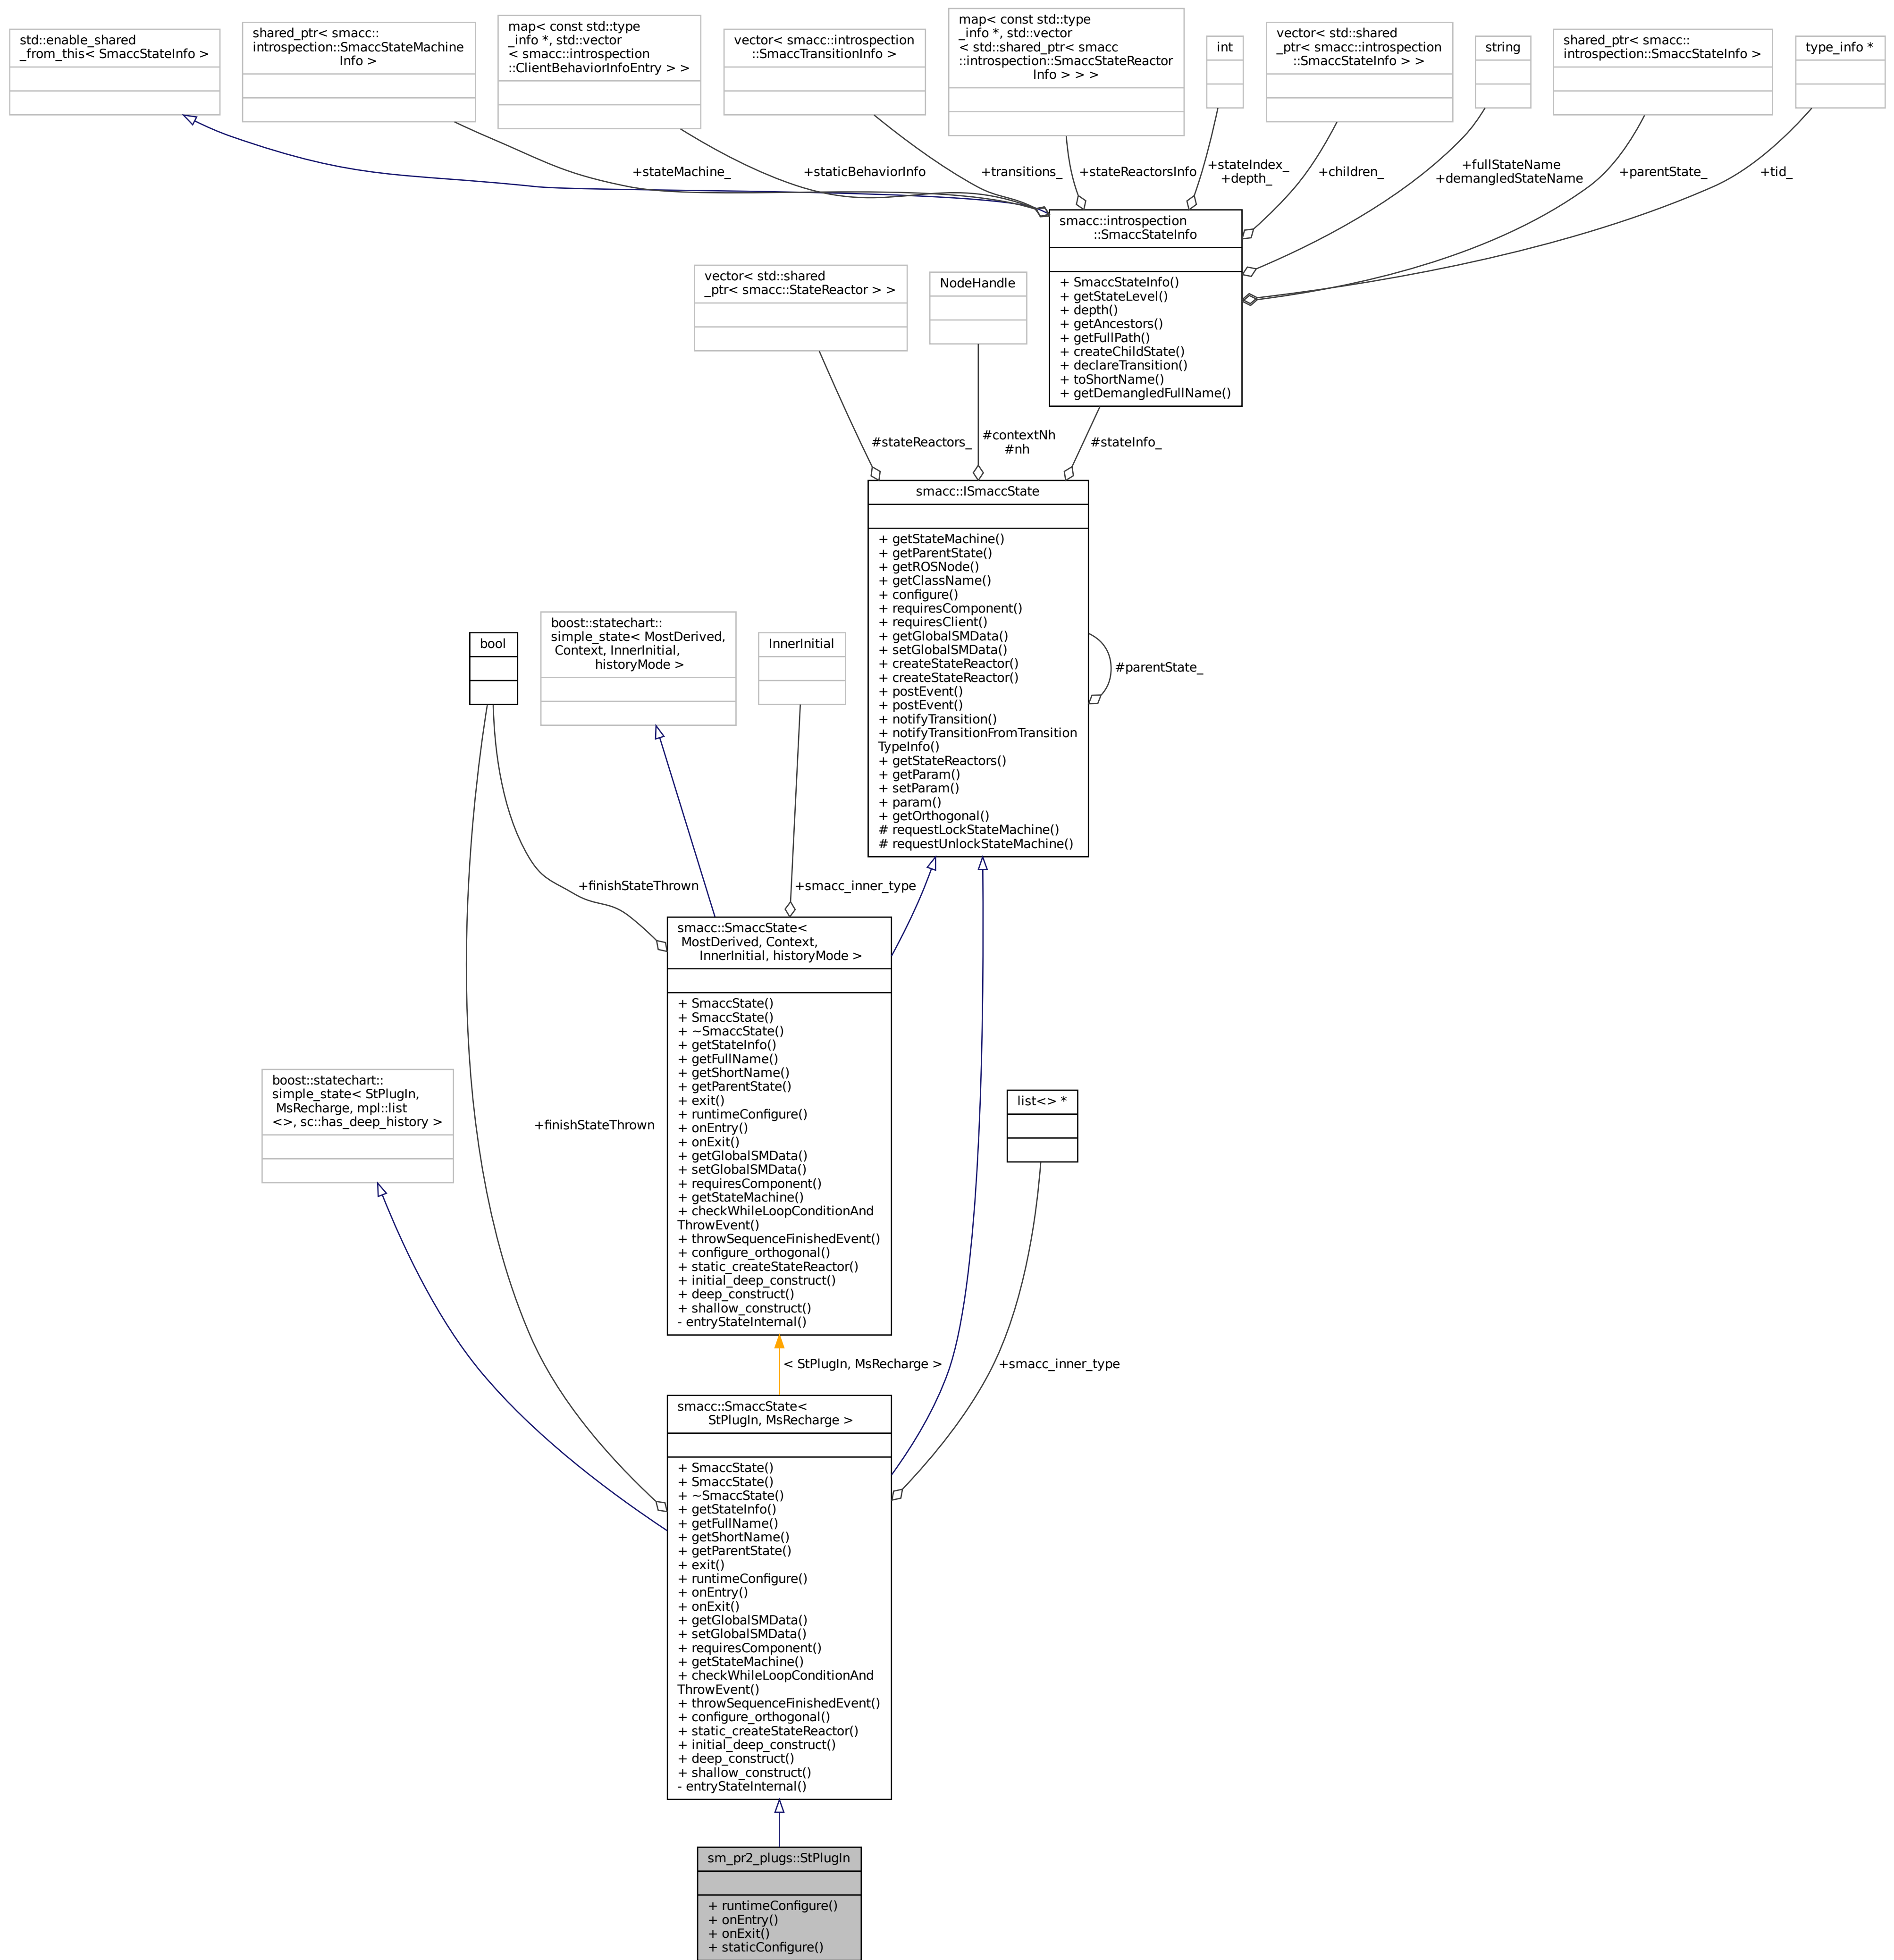 std::enable_shared
_from_this< SmaccStateInfo >
shared_ptr< smacc::
introspection::SmaccStateMachine
Info >
map< const std::type
_info *, std::vector
< smacc::introspection
::ClientBehaviorInfoEntry > >
vector< smacc::introspection
::SmaccTransitionInfo >
map< const std::type
_info *, std::vector
< std::shared_ptr< smacc
::introspection::SmaccStateReactor
Info > > >
int
vector< std::shared
_ptr< smacc::introspection
::SmaccStateInfo > >
string
shared_ptr< smacc::
introspection::SmaccStateInfo >
type_info *
+stateMachine_
+staticBehaviorInfo
+transitions_
+stateReactorsInfo
+stateIndex_
+depth_
+children_
+fullStateName
+demangledStateName
+parentState_
+tid_
smacc::introspection
::SmaccStateInfo
+ SmaccStateInfo()
+ getStateLevel()
+ depth()
+ getAncestors()
+ getFullPath()
+ createChildState()
+ declareTransition()
+ toShortName()
+ getDemangledFullName()
vector< std::shared
_ptr< smacc::StateReactor > >
NodeHandle
#stateReactors_
#contextNh
#nh
#stateInfo_
smacc::ISmaccState
+ getStateMachine()
+ getParentState()
+ getROSNode()
+ getClassName()
+ configure()
+ requiresComponent()
+ requiresClient()
+ getGlobalSMData()
+ setGlobalSMData()
+ createStateReactor()
+ createStateReactor()
+ postEvent()
+ postEvent()
+ notifyTransition()
+ notifyTransitionFromTransition
TypeInfo()
+ getStateReactors()
+ getParam()
+ setParam()
+ param()
+ getOrthogonal()
# requestLockStateMachine()
# requestUnlockStateMachine()
#parentState_
bool
boost::statechart::
simple_state< MostDerived,
Context, InnerInitial,
historyMode >
InnerInitial
+finishStateThrown
+smacc_inner_type
smacc::SmaccState<
MostDerived, Context,
InnerInitial, historyMode >
+ SmaccState()
+ SmaccState()
+ ~SmaccState()
+ getStateInfo()
+ getFullName()
+ getShortName()
+ getParentState()
+ exit()
+ runtimeConfigure()
+ onEntry()
+ onExit()
+ getGlobalSMData()
+ setGlobalSMData()
+ requiresComponent()
+ getStateMachine()
+ checkWhileLoopConditionAnd
ThrowEvent()
+ throwSequenceFinishedEvent()
+ configure_orthogonal()
+ static_createStateReactor()
+ initial_deep_construct()
+ deep_construct()
+ shallow_construct()
- entryStateInternal()
boost::statechart::
simple_state< StPlugIn,
MsRecharge, mpl::list
<>, sc::has_deep_history >
+finishStateThrown
list<> *
< StPlugIn, MsRecharge >
+smacc_inner_type
smacc::SmaccState<
StPlugIn, MsRecharge >
+ SmaccState()
+ SmaccState()
+ ~SmaccState()
+ getStateInfo()
+ getFullName()
+ getShortName()
+ getParentState()
+ exit()
+ runtimeConfigure()
+ onEntry()
+ onExit()
+ getGlobalSMData()
+ setGlobalSMData()
+ requiresComponent()
+ getStateMachine()
+ checkWhileLoopConditionAnd
ThrowEvent()
+ throwSequenceFinishedEvent()
+ configure_orthogonal()
+ static_createStateReactor()
+ initial_deep_construct()
+ deep_construct()
+ shallow_construct()
- entryStateInternal()
sm_pr2_plugs::StPlugIn
+ runtimeConfigure()
+ onEntry()
+ onExit()
+ staticConfigure()